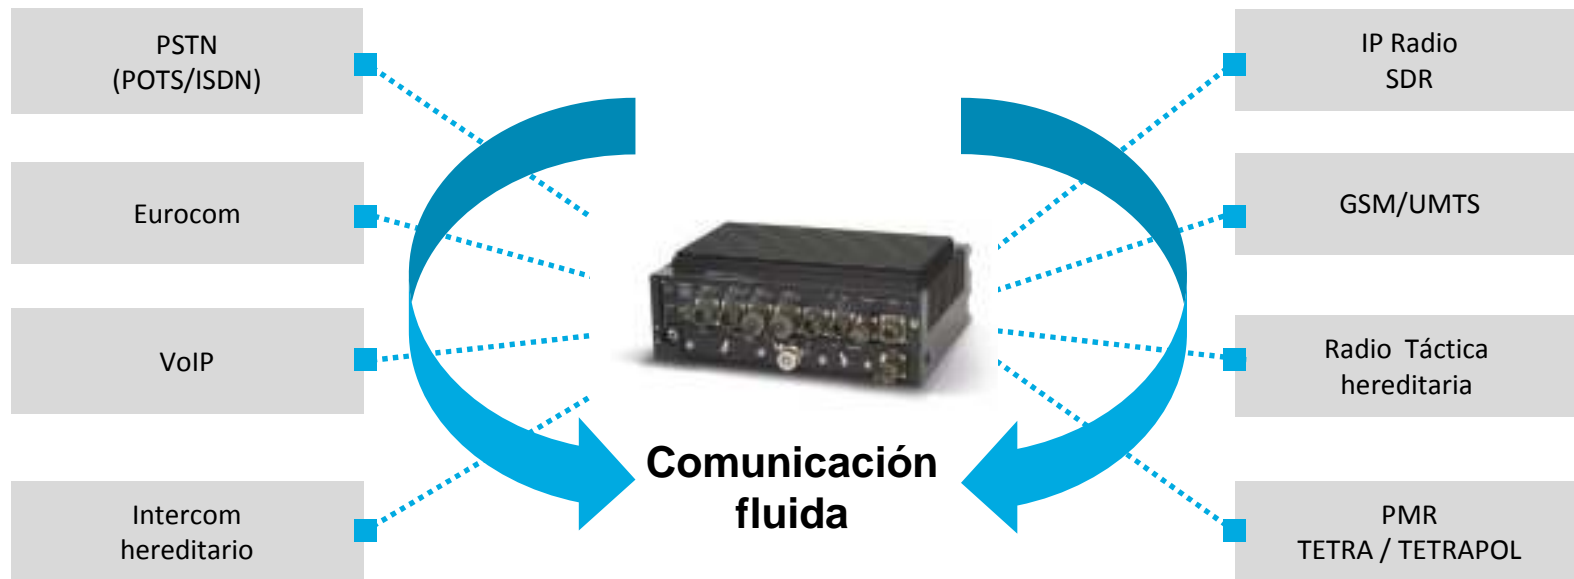 PSTN
(POTS/ISDN)
Eurocom
VoIP
Intercom
hereditario
IP Radio
SDR
GSM/UMTS
Radio Táctica
hereditaria
PMR
TETRA / TETRAPOL
Comunicación
fluida